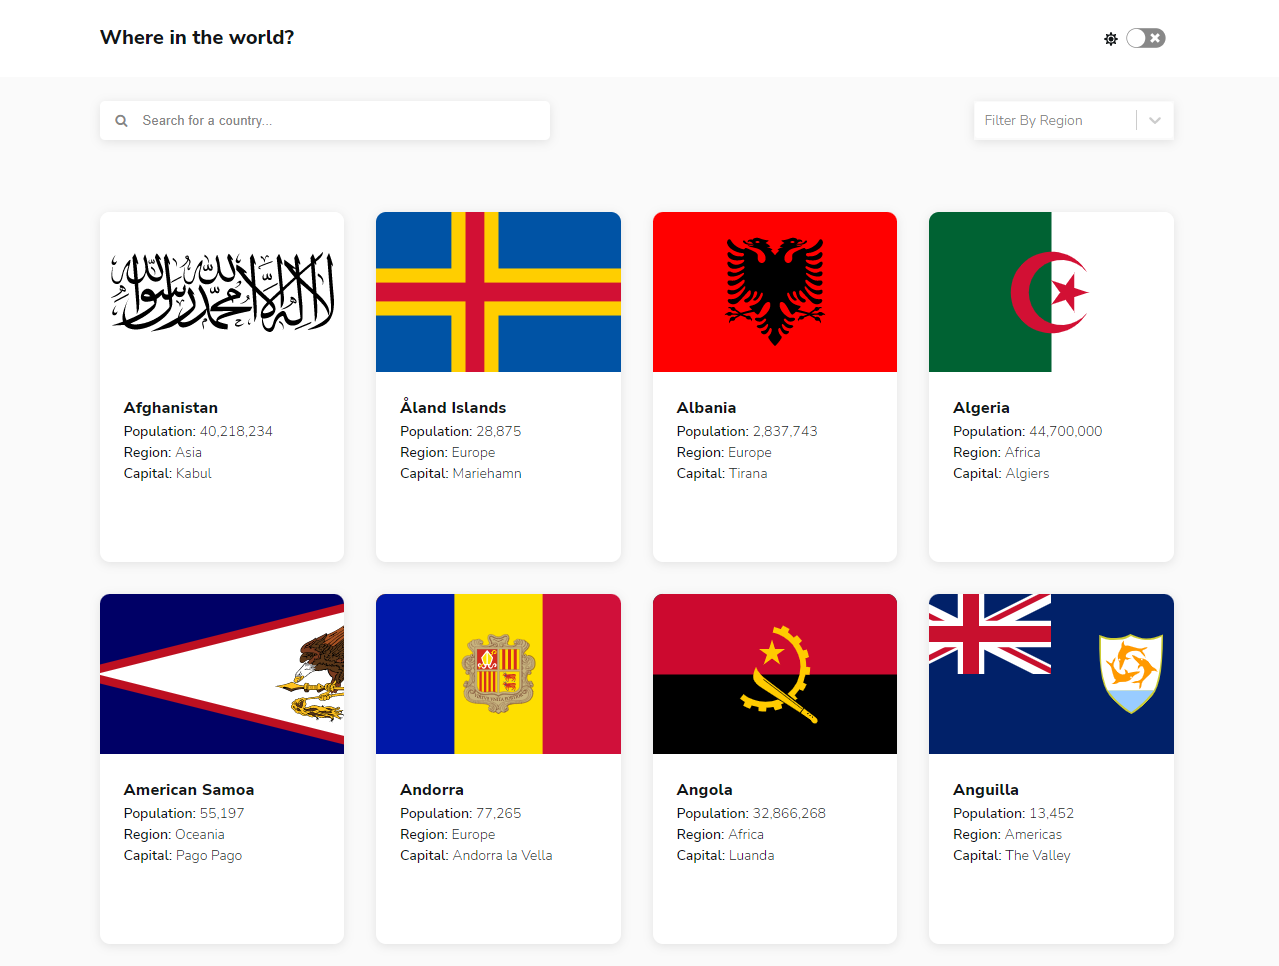 Where in the world?
Search for a country...
Filter By Region
لا إله إلا الله محمد رسول الله
Afghanistan
Population: 40,218,234
Region: Asia
Capital: Kabul
Åland Islands
Population: 28,875
Region: Europe
Capital: Mariehamn
Albania
Population: 2,837,743
Region: Europe
Capital: Tirana
Algeria
Population: 44,700,000
Region: Africa
Capital: Algiers
American Samoa
Population: 55,197
Region: Oceania
Capital: Pago Pago
Andorra
Population: 77,265
Region: Europe
Capital: Andorra la Vella
Angola
Population: 32,866,268
Region: Africa
Capital: Luanda
Anguilla
Population: 13,452
Region: Americas
Capital: The Valley